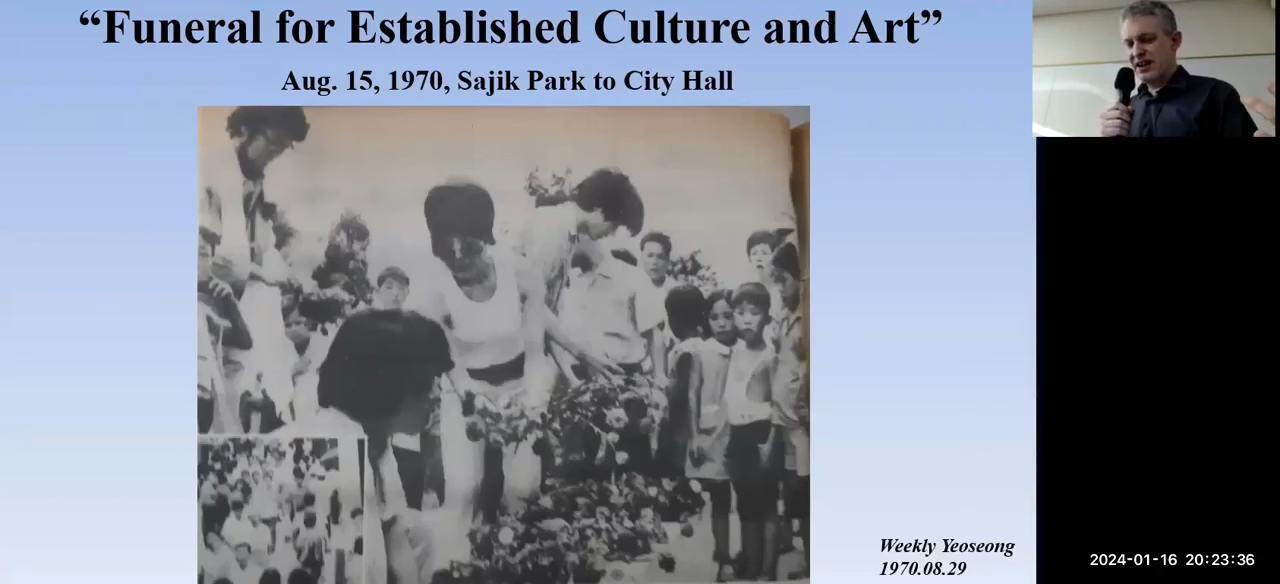 “Funeral for Established Culture and Art”
Aug. 15, 1970, Sajik Park to City Hall
Weekly Yeoseong
1970.08.29
2024-01-16 20:23:36